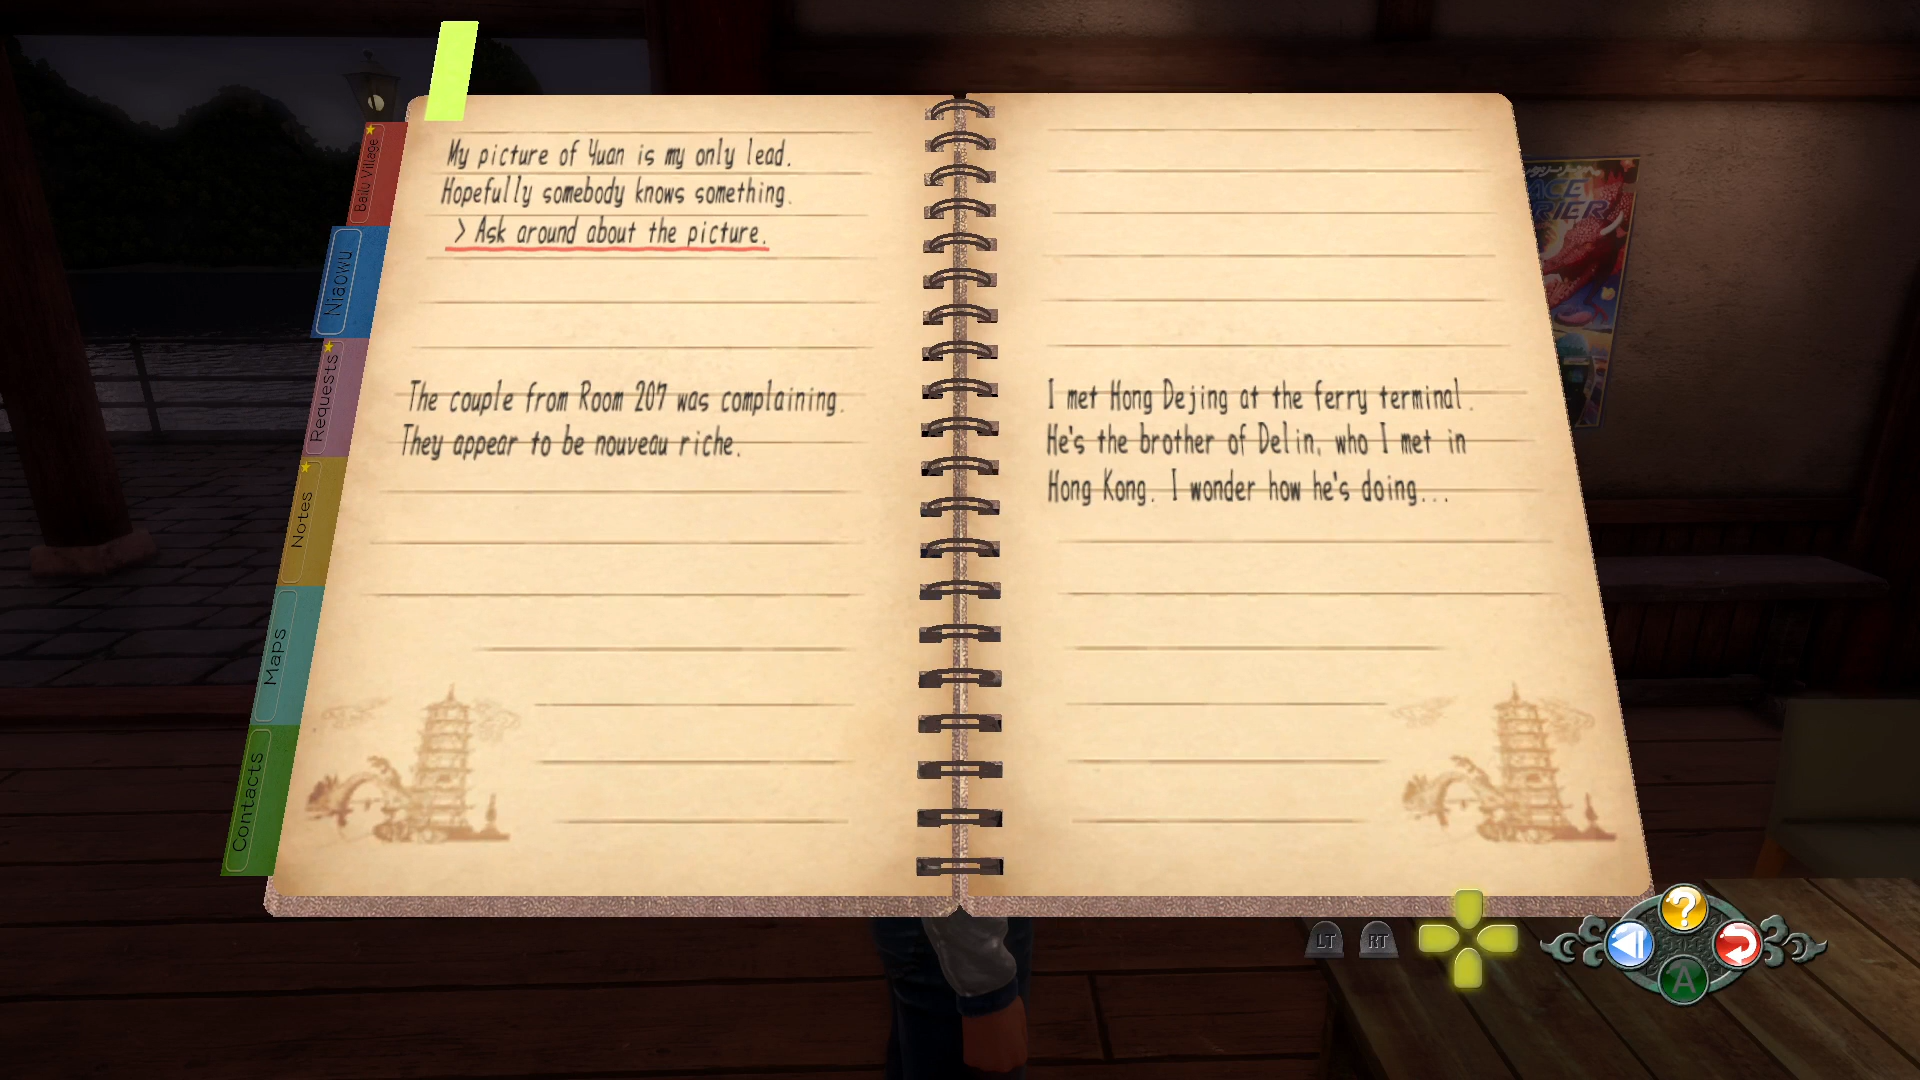 My picture of Yuan is my only lead.
Hopefully somebody knows something.
> Ask around about the picture.
The couple from Room 207 was complaining.
They appear to be nouveau riche.
I met Hong Dejing at the ferry terminal.
He's the brother of Delin, who I met in
Hong Kong. I wonder how he's doing...
Bailu Village
Niaowu
Requests
Notes
Maps
Contacts
LT
RT
?
A